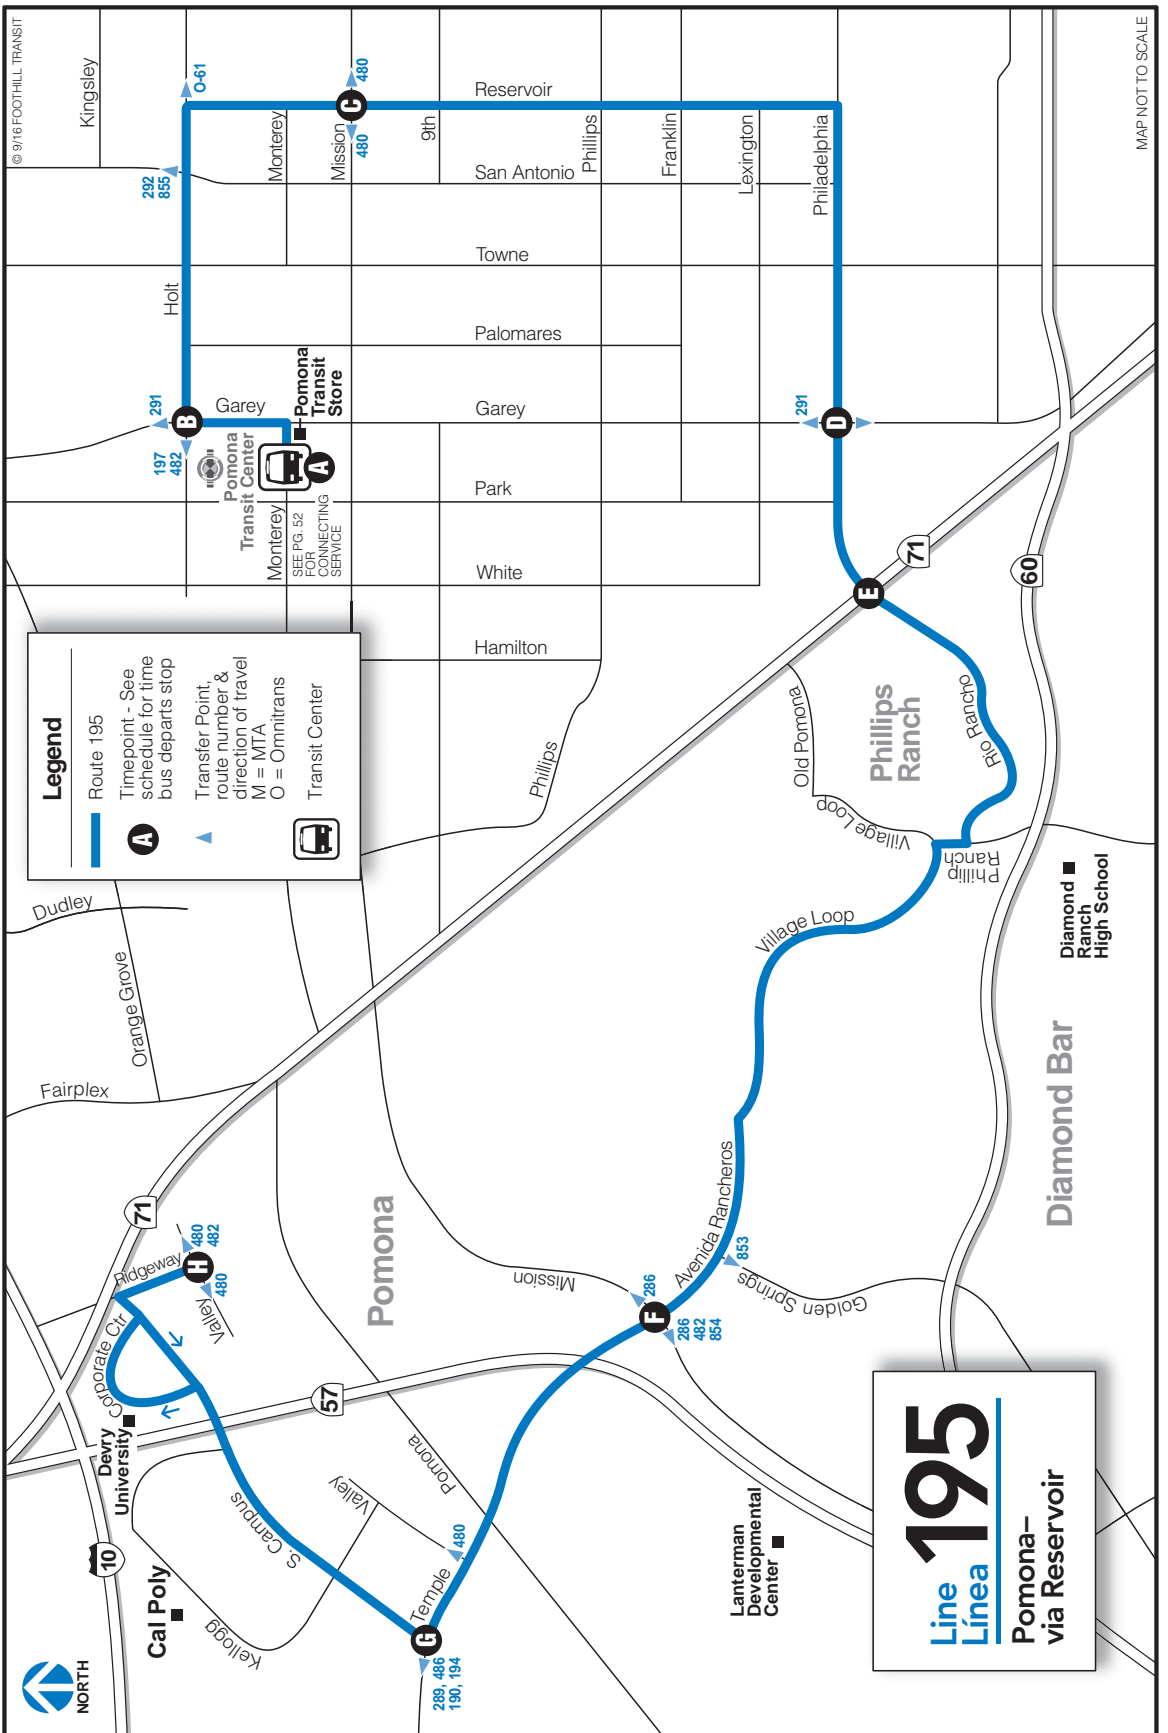 © 9/16 FOOTHILL TRANSIT
MAP NOT TO SCALE
NORTH
Legend
Route 195
Timepoint - See
schedule for time
bus departs stop
Transfer Point,
route number &
direction of travel
M = MTA
O = Omnitrans
Transit Center
A
Line
Línea
195
Pomona–
via Reservoir
Kingsley
O-61
292
855
Holt
291
197
482
B
Garey
Pomona
Transit Center
Pomona
Transit
Store
A
SEE PG. 52
FOR
CONNECTING
SERVICE
Monterey
Monterey
Mission
480
C
480
9th
Phillips
Franklin
Lexington
Philadelphia
Reservoir
San Antonio
Towne
Palomares
Garey
Park
White
Hamilton
291
D
E
71
60
Old Pomona
Village Loop
Phillips
Ranch
Rio Rancho
Phillip
Ranch
Diamond
Ranch
High School
Village Loop
Phillips
Dudley
Orange Grove
Fairplex
71
Ridgeway
480
482
H
480
Valley
Corporate Ctr
Devry
University
57
10
Cal Poly
Kellogg
S. Campus
Valley
Pomona
Pomona
Mission
286
F
286
482
854
Avenida Rancheros
853
Golden
Springs
Diamond Bar
Temple
480
G
289, 486
190, 194
Lanterman
Developmental
Center